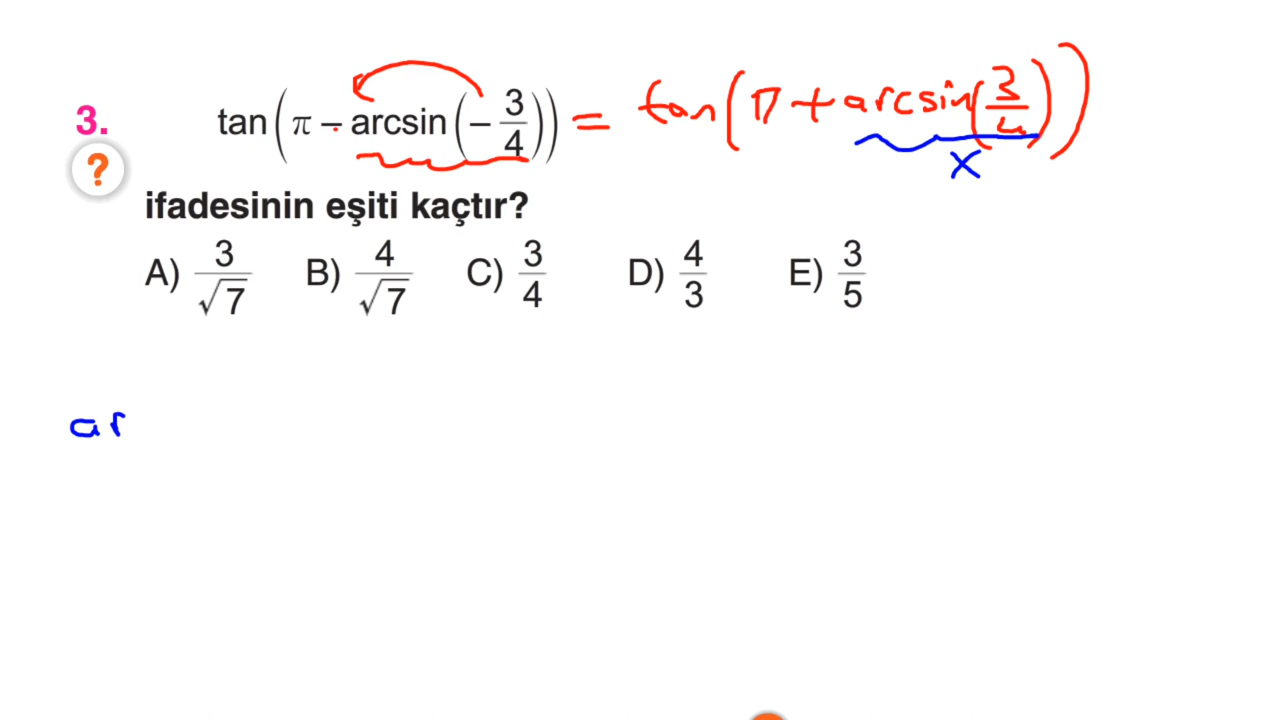 3. tan(π – arcsin(–3/4)) = tan(π + arcsin(3/4))
x
?
ifadesinin eşiti kaçtır?
A) 3/√7 B) 4/√7 C) 3/4 D) 4/3 E) 3/5
ar